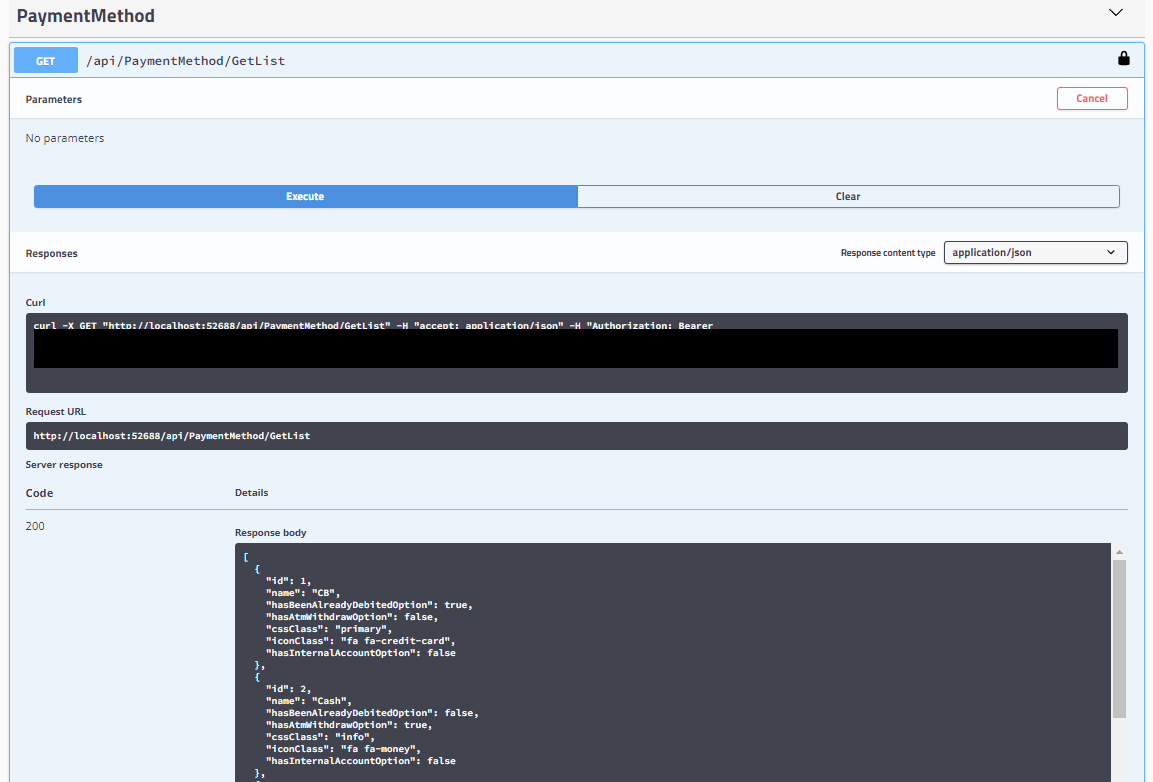 PaymentMethod
GET /api/PaymentMethod/GetList
Parameters Cancel
No parameters
Execute Clear
Responses Response content type application/json
Curl
curl -X GET "http://localhost:52688/api/PaymentMethod/GetList" -H "accept: application/json" -H "Authorization: Bearer
Request URL
http://localhost:52688/api/PaymentMethod/GetList
Server response
Code Details
200
Response body
[
  {
    "id": 1,
    "name": "CB",
    "hasBeenAlreadyDebitedOption": true,
    "hasAtmWithdrawOption": false,
    "cssClass": "primary",
    "iconClass": "fa fa-credit-card",
    "hasInternalAccountOption": false
  },
  {
    "id": 2,
    "name": "Cash",
    "hasBeenAlreadyDebitedOption": false,
    "hasAtmWithdrawOption": true,
    "cssClass": "info",
    "iconClass": "fa fa-money",
    "hasInternalAccountOption": false
  },